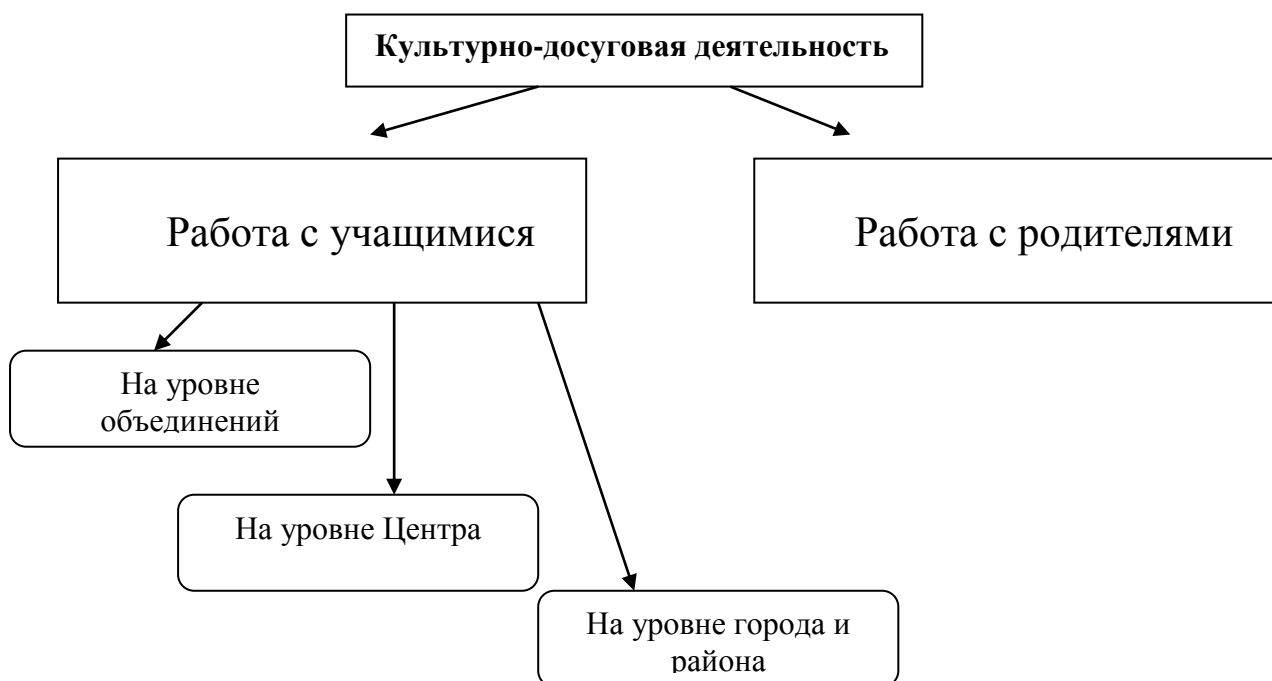 Культурно-досуговая деятельность
Работа с учащимися
Работа с родителями
На уровне
объединений
На уровне Центра
На уровне города и
района